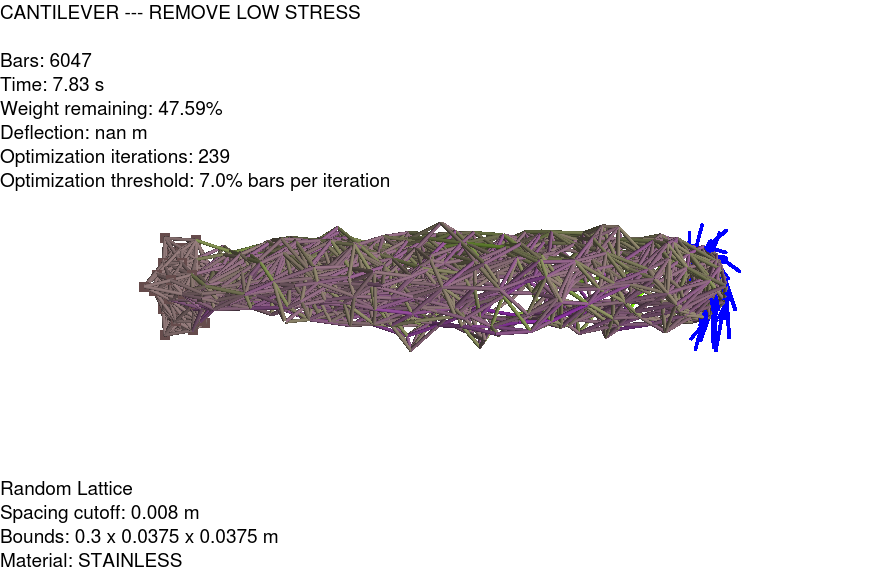 CANTILEVER --- REMOVE LOW STRESS
Bars: 6047
Time: 7.83 s
Weight remaining: 47.59%
Deflection: nan m
Optimization iterations: 239
Optimization threshold: 7.0% bars per iteration
Random Lattice
Spacing cutoff: 0.008 m
Bounds: 0.3 x 0.0375 x 0.0375 m
Material: STAINLESS